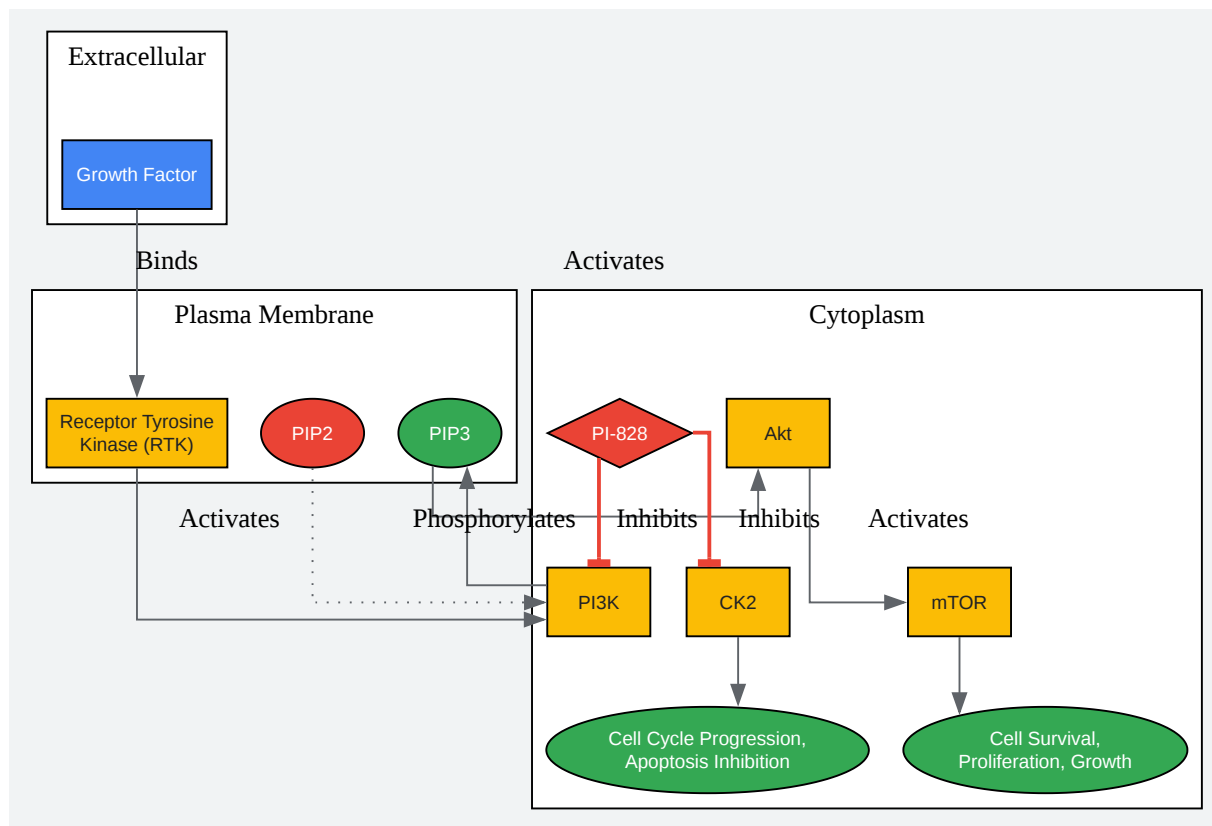 Extracellular
Growth Factor
Binds
Activates
Plasma Membrane
Cytoplasm
Receptor Tyrosine
Kinase (RTK)
PIP2
PIP3
PI-828
Akt
Activates
Phosphorylates
Inhibits
Inhibits
Activates
PI3K
CK2
mTOR
Cell Cycle Progression,
Apoptosis Inhibition
Cell Survival,
Proliferation, Growth